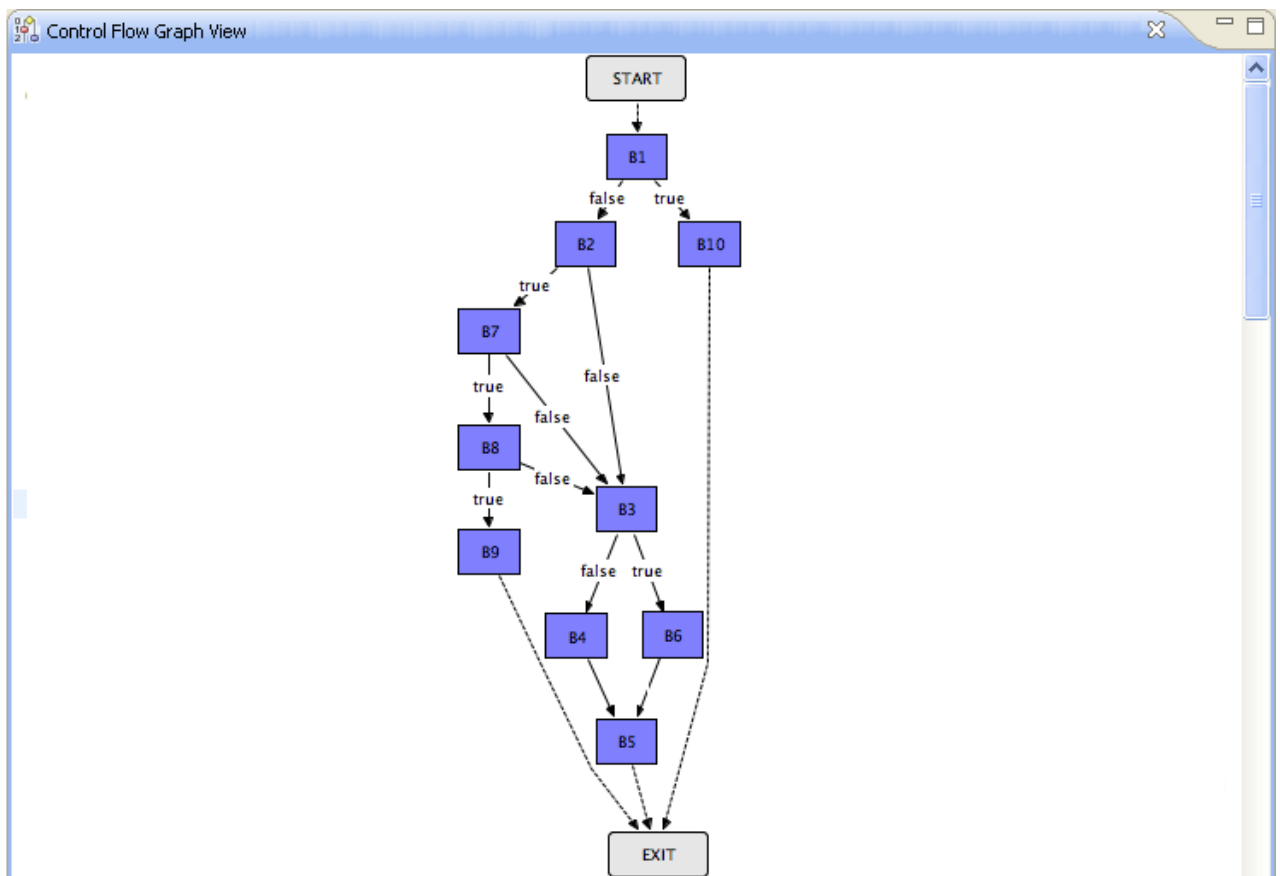 Control Flow Graph View
START
B1
false true
B2 B10
true
B7
false
true
false
B8
false
true
B3
B9
false true
B4 B6
B5
EXIT